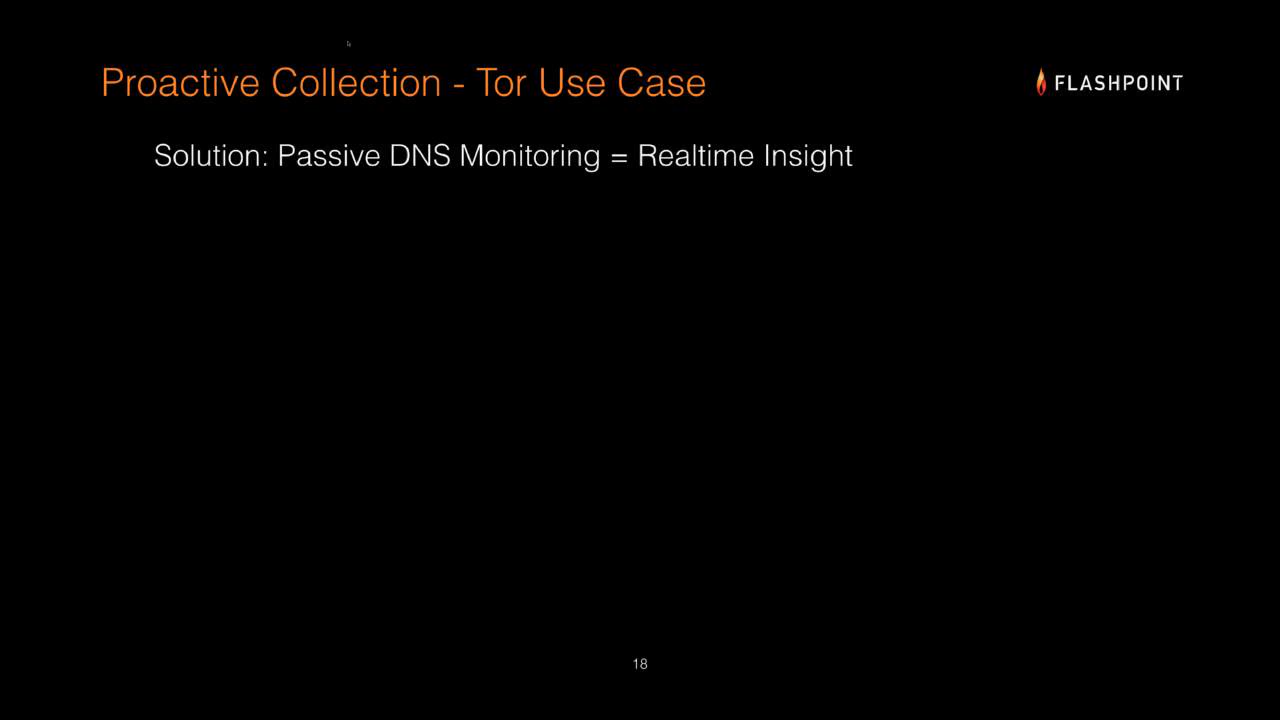 Proactive Collection - Tor Use Case
FLASHPOINT
Solution: Passive DNS Monitoring = Realtime Insight
18